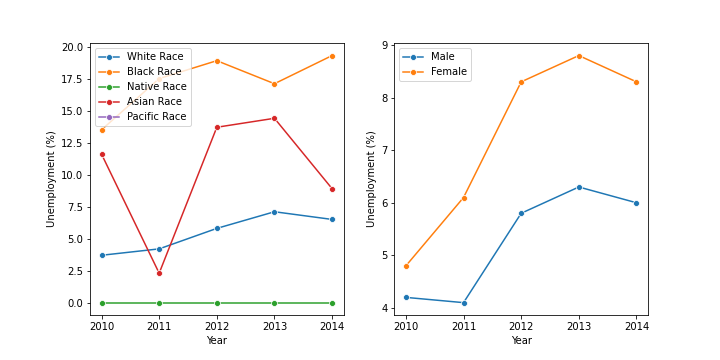 20.0
17.5
15.0
12.5
10.0
7.5
5.0
2.5
0.0
Unemployment (%)
White Race
Black Race
Native Race
Asian Race
Pacific Race
2010 2011 2012 2013 2014
Year
9
8
7
6
5
4
Unemployment (%)
Male
Female
2010 2011 2012 2013 2014
Year